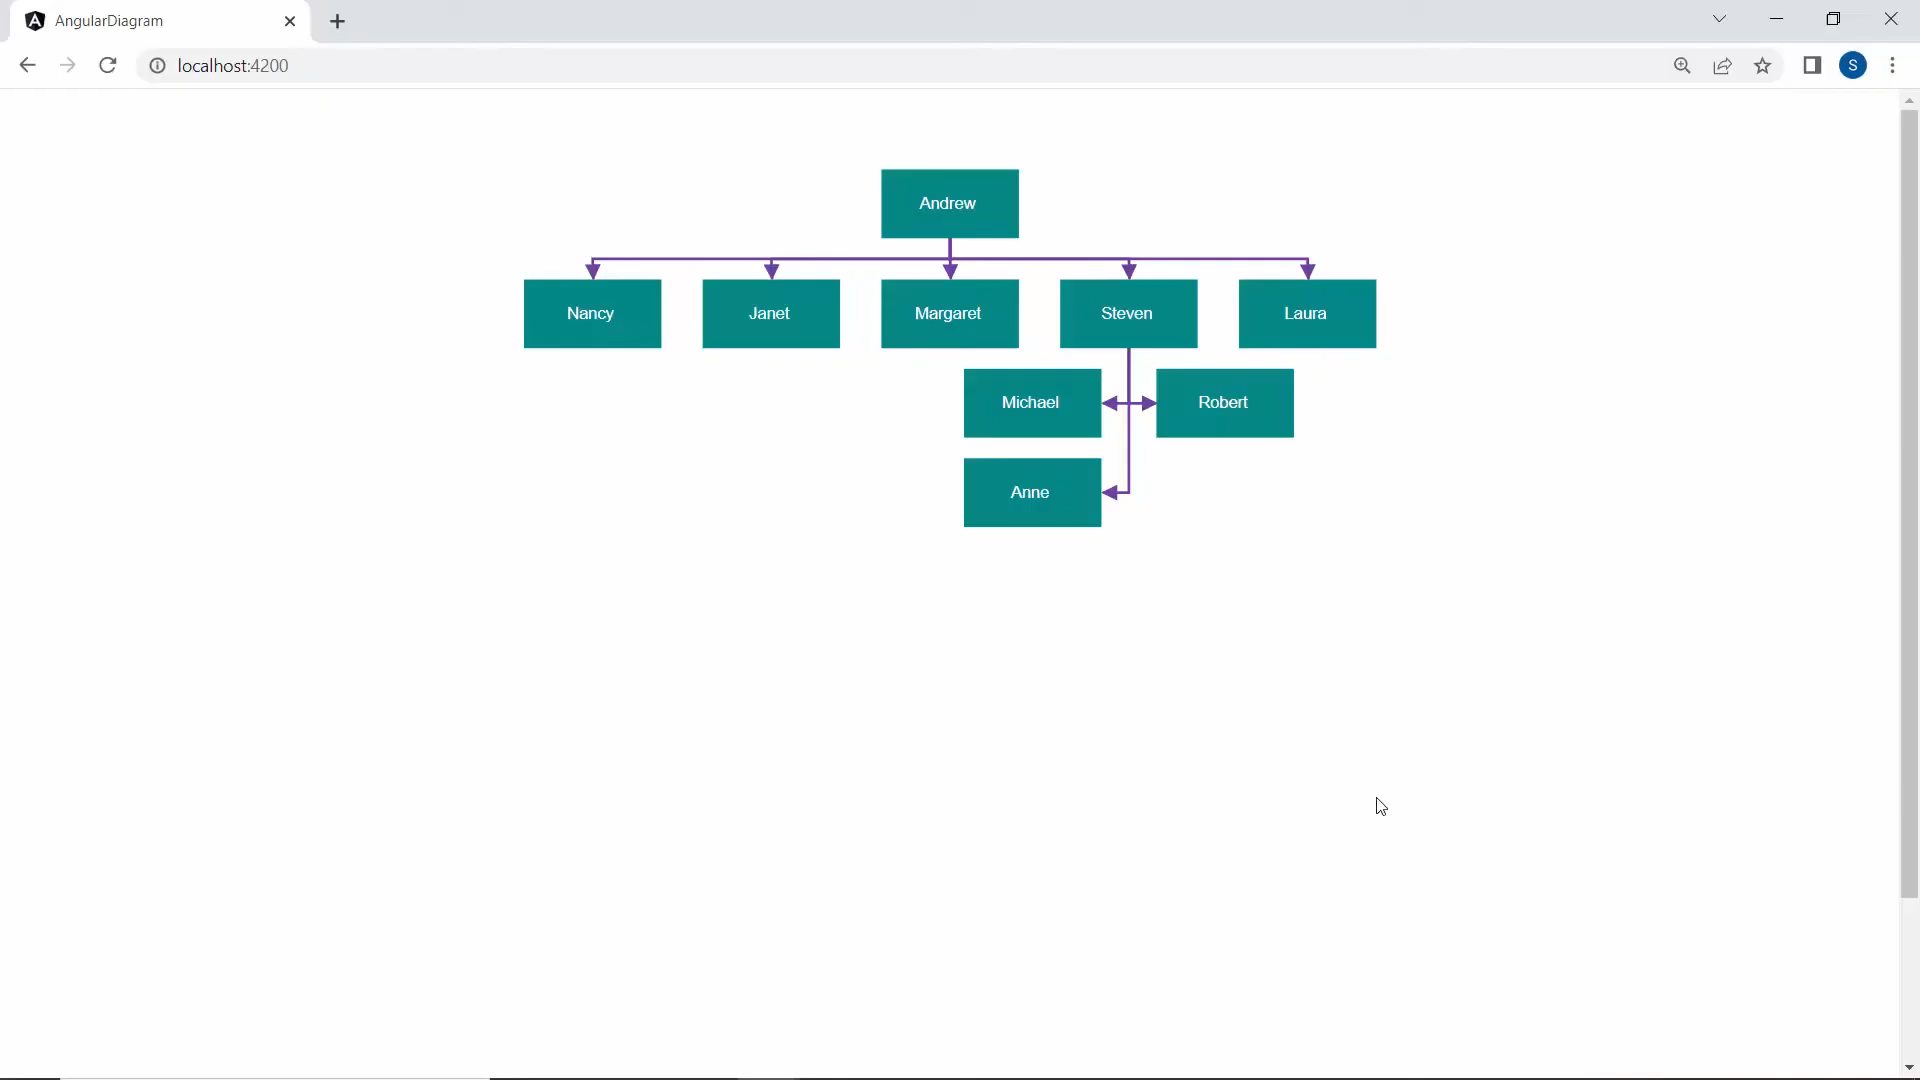 AngularDiagram
localhost:4200
S
Andrew
Nancy Janet Margaret Steven Laura
Michael Robert
Anne